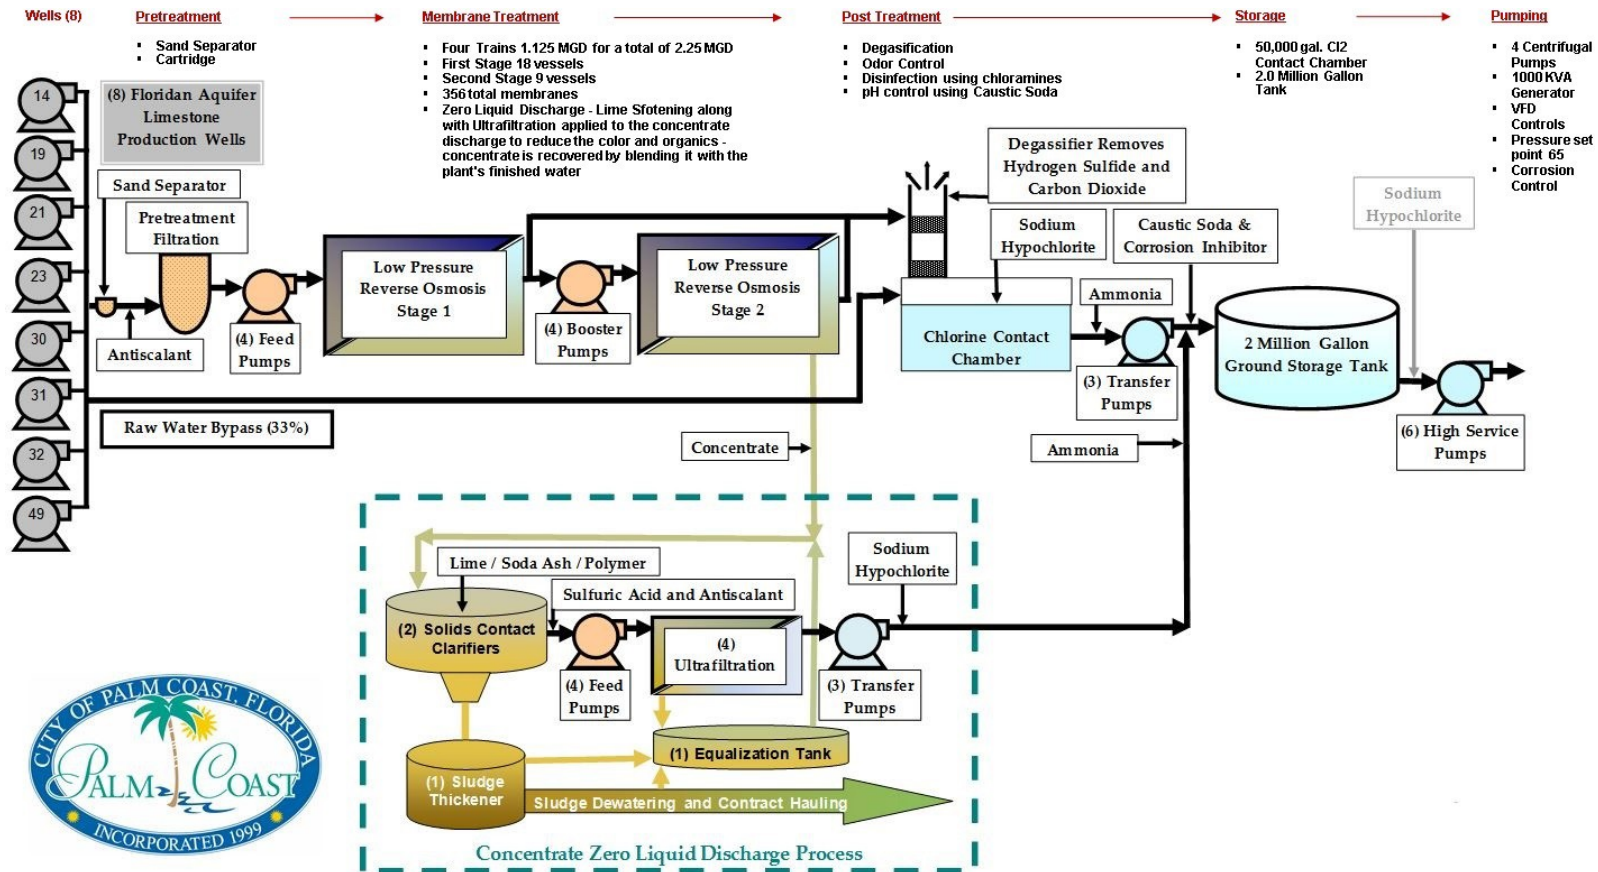 Wells (8)
Pretreatment
Membrane Treatment
Post Treatment
Storage
Pumping
▪ Sand Separator
▪ Cartridge
▪ Four Trains 1.125 MGD for a total of 2.25 MGD
▪ First Stage 18 vessels
▪ Second Stage 9 vessels
▪ 356 total membranes
▪ Zero Liquid Discharge - Lime Sfotening along
with Ultrafiltration applied to the concentrate
discharge to reduce the color and organics -
concentrate is recovered by blending it with the
plant's finished water
▪ Degasification
▪ Odor Control
▪ Disinfection using chloramines
▪ pH control using Caustic Soda
▪ 50,000 gal. Cl2
Contact Chamber
▪ 2.0 Million Gallon
Tank
▪ 4 Centrifugal
Pumps
▪ 1000 KVA
Generator
▪ VFD
Controls
▪ Pressure set
point 65
▪ Corrosion
Control
14
19
21
23
30
31
32
49
(8) Floridan Aquifer
Limestone
Production Wells
Sand Separator
Pretreatment
Filtration
Antiscalant
(4) Feed
Pumps
Low Pressure
Reverse Osmosis
Stage 1
(4) Booster
Pumps
Low Pressure
Reverse Osmosis
Stage 2
Degassifier Removes
Hydrogen Sulfide and
Carbon Dioxide
Sodium
Hypochlorite
Caustic Soda &
Corrosion Inhibitor
Sodium
Hypochlorite
Ammonia
Chlorine Contact
Chamber
(3) Transfer
Pumps
2 Million Gallon
Ground Storage Tank
(6) High Service
Pumps
Raw Water Bypass (33%)
Concentrate
Ammonia
Lime / Soda Ash / Polymer
Sulfuric Acid and Antiscalant
Sodium
Hypochlorite
(2) Solids Contact
Clarifiers
(4) Feed
Pumps
(4)
Ultrafiltration
(3) Transfer
Pumps
(1) Equalization Tank
(1) Sludge
Thickener
Sludge Dewatering and Contract Hauling
Concentrate Zero Liquid Discharge Process
CITY OF PALM COAST, FLORIDA
PALM COAST
INCORPORATED 1999